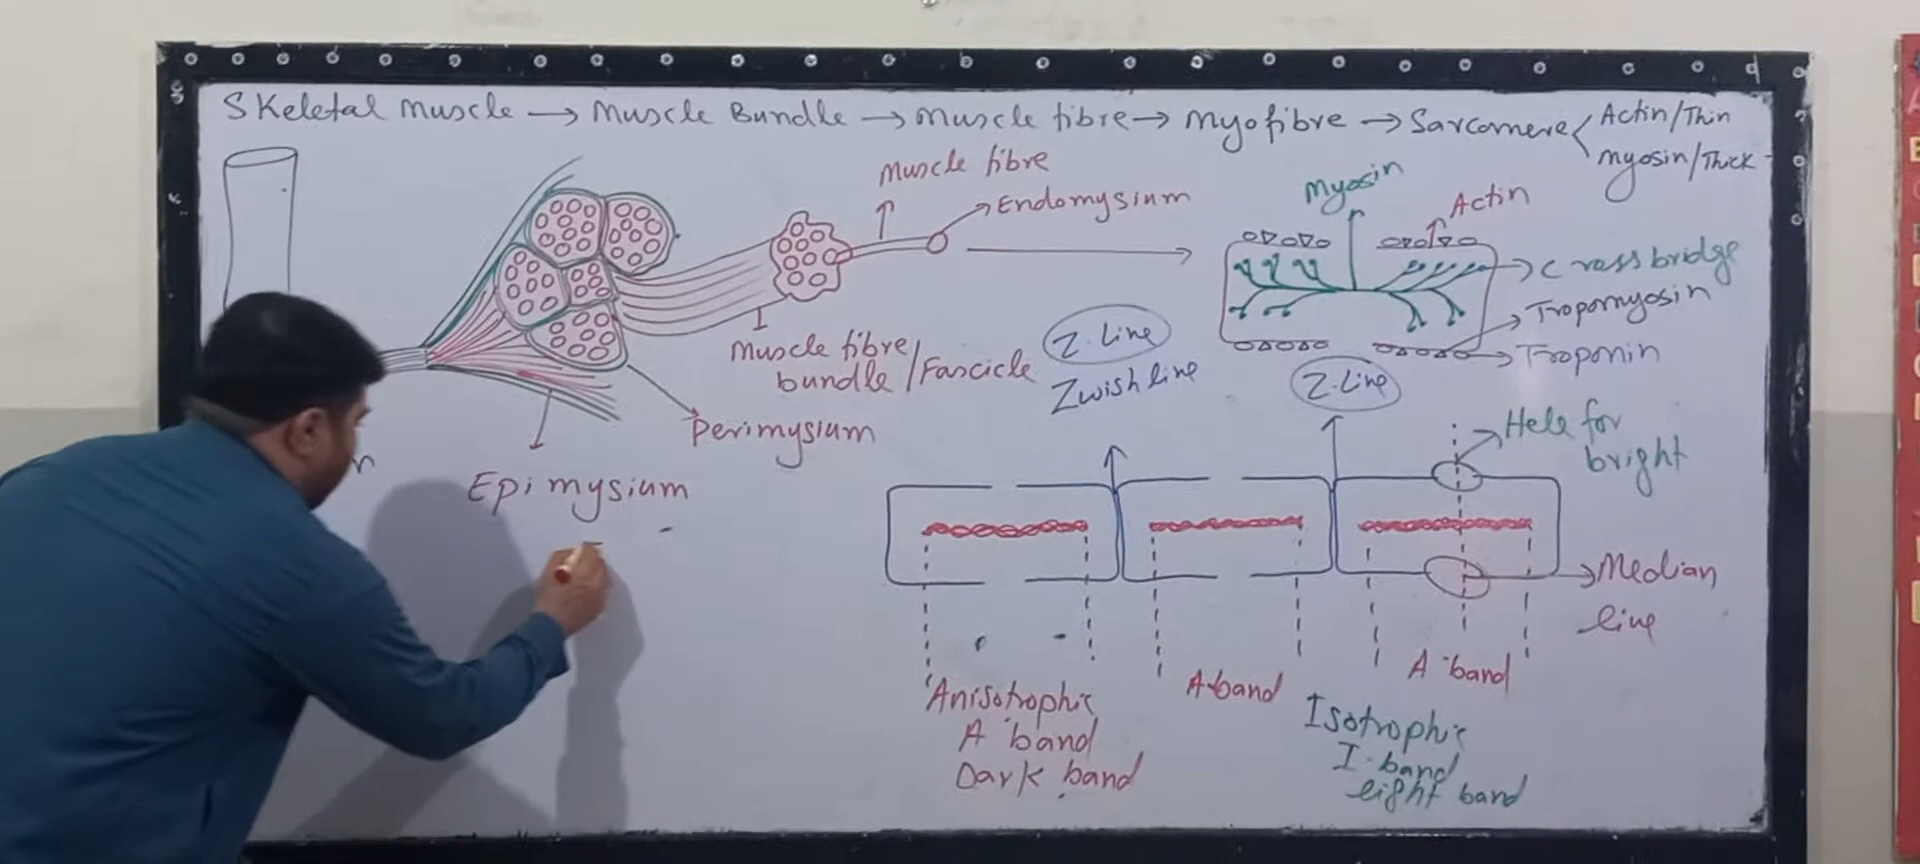 Skeletal muscle → Muscle Bundle → Muscle fibre → Myofibre → Sarcomere < Actin/Thin
myosin/Thick
Muscle fibre
Endomysium
Muscle fibre
bundle/Fascicle
Perimysium
Epimysium
Myosin
Actin
Crossbridge
Tropomyosin
Troponin
Z.Line
Zwish line
Z.Line
Hele for
bright
Median
line
Anisotrophic
A band
Dark band
A-band
A band
Isotrophic
I-band
light band